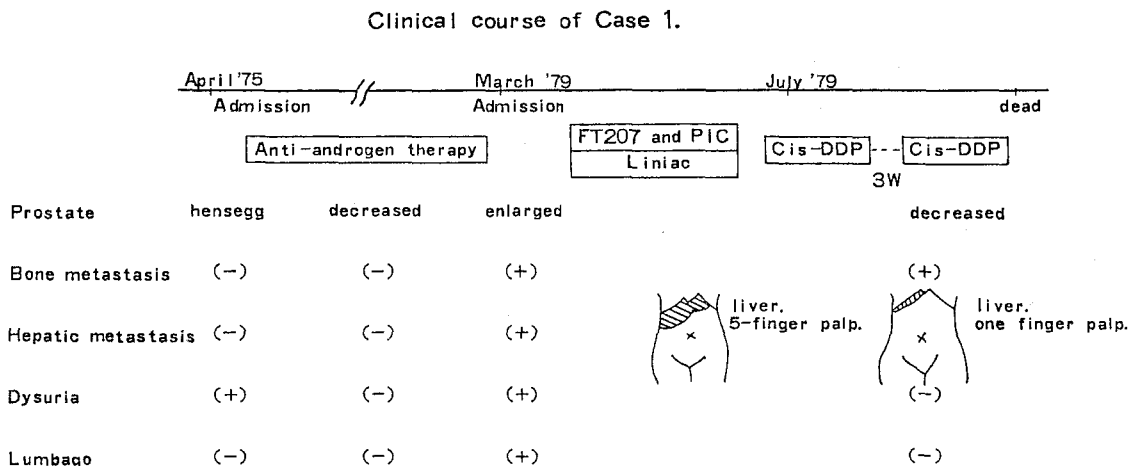 Clinical course of Case 1.
April '75 March '79 July '79
Admission Admission dead
Anti-androgen therapy
FT207 and PIC
Liniac
Cis-DDP --- Cis-DDP
3W
Prostate hensegg decreased enlarged decreased
Bone metastasis (-) (-) (+) (+)
liver. liver.
5-finger palp. one finger palp.
Hepatic metastasis (-) (-) (+)
Dysuria (+) (-) (+) (-)
Lumbago (-) (-) (+) (-)